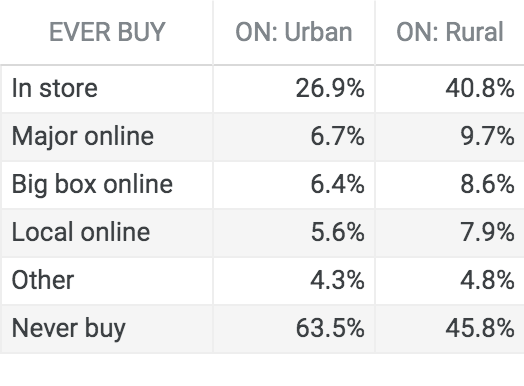 EVER BUY ON: Urban ON: Rural
In store 26.9% 40.8%
Major online 6.7% 9.7%
Big box online 6.4% 8.6%
Local online 5.6% 7.9%
Other 4.3% 4.8%
Never buy 63.5% 45.8%